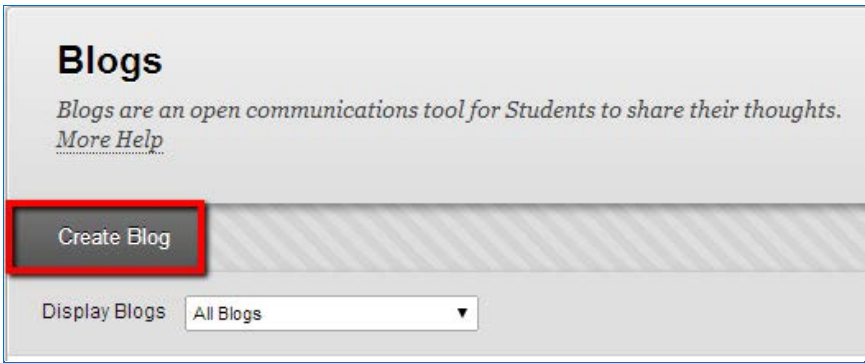 Blogs
Blogs are an open communications tool for Students to share their thoughts.
More Help
Create Blog
Display Blogs All Blogs